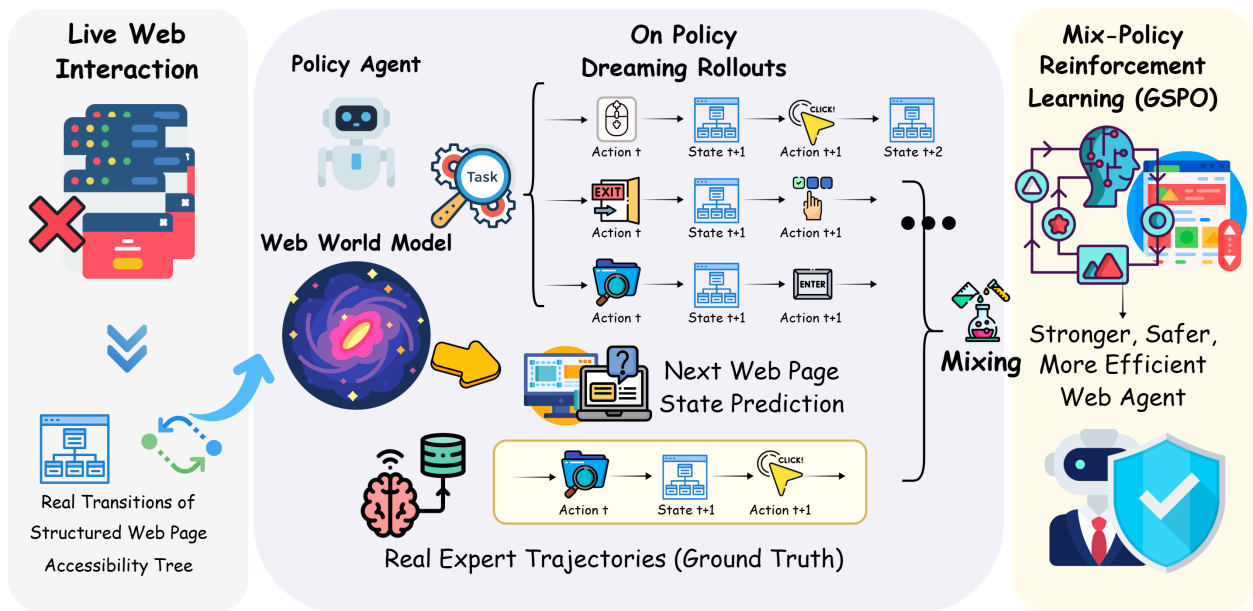 Live Web
Interaction
Real Transitions of
Structured Web Page
Accessibility Tree
Policy Agent
Task
Web World Model
On Policy
Dreaming Rollouts
CLICK!
Action t
State t+1
Action t+1
State t+2
EXIT
Action t
State t+1
Action t+1
ENTER
Action t
State t+1
Action t+1
?
Next Web Page
State Prediction
CLICK!
Action t
State t+1
Action t+1
Real Expert Trajectories (Ground Truth)
Mixing
Mix-Policy
Reinforcement
Learning (GSPO)
Stronger, Safer,
More Efficient
Web Agent